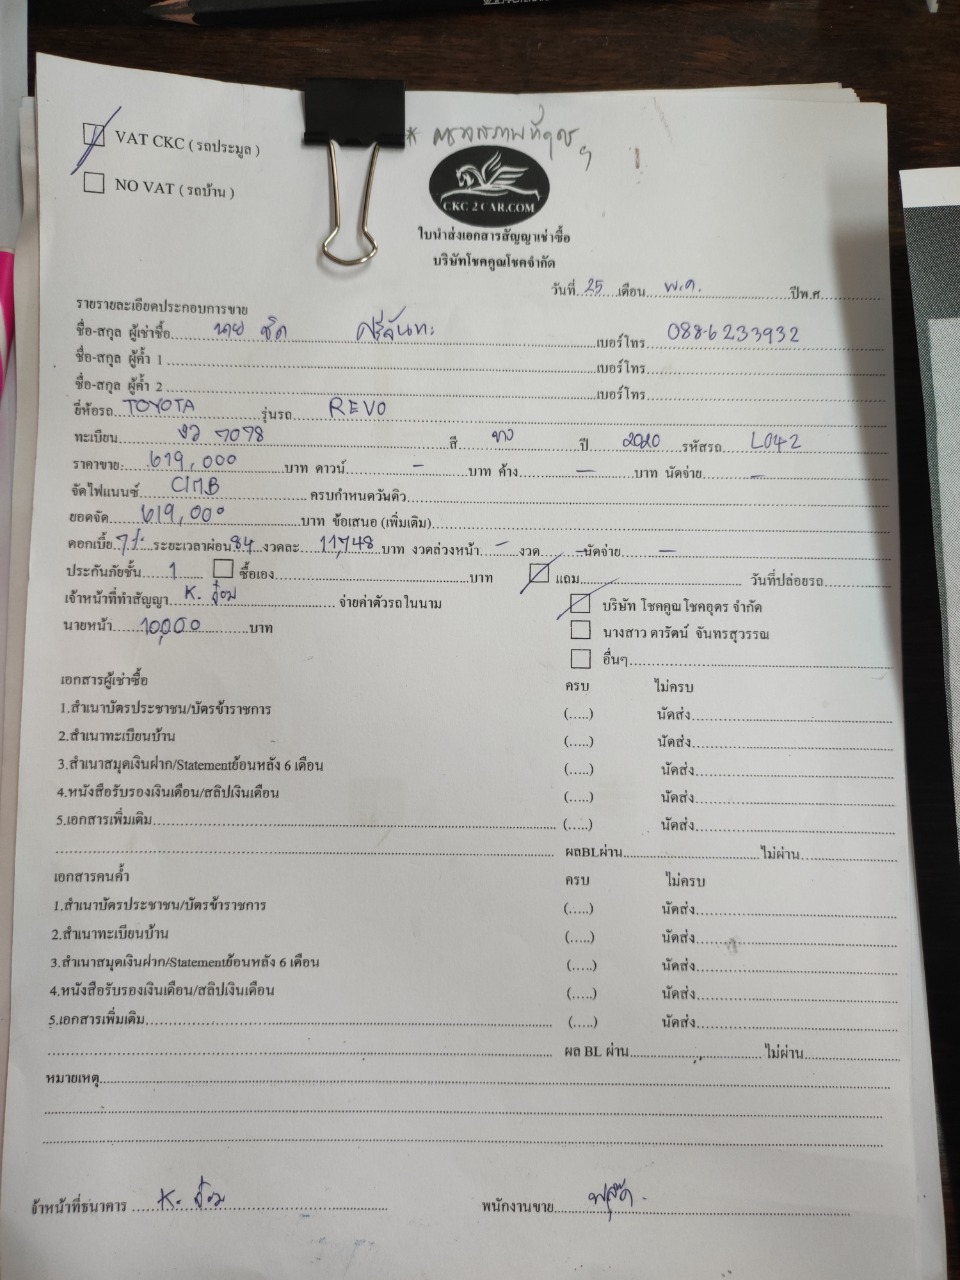 VAT CKC ( รถประมูล )
* ตรวจสภาพที่อุดร
NO VAT ( รถบ้าน )
CKC 2 CAR.COM
ใบนำส่งเอกสารสัญญาเช่าซื้อ
บริษัทโชคคูณโชคจำกัด
วันที่ 25 เดือน พ.ค. ปีพ.ศ.
รายรายละเอียดประกอบการขาย
ชื่อ-สกุล ผู้เช่าซื้อ นาย ชิด ศรีจันทะ เบอร์โทร 088-6233932
ชื่อ-สกุล ผู้ค้ำ 1 เบอร์โทร
ชื่อ-สกุล ผู้ค้ำ 2 เบอร์โทร
ยี่ห้อรถ TOYOTA รุ่นรถ REVO
ทะเบียน 7078 สี ขาว ปี 2020 รหัสรถ L042
ราคาขาย: 619,000 บาท ดาวน์ - บาท ค้าง - บาท นัดจ่าย -
จัดไฟแนนซ์ CIMB ครบกำหนดวันคิว
ยอดจัด 619,000 บาท ข้อเสนอ (เพิ่มเติม)
ดอกเบี้ย 7% ระยะเวลาผ่อน 84 งวดละ 11,748 บาท งวดล่วงหน้า - งวด - นัดจ่าย -
ประกันภัยชั้น 1 ซื้อเอง บาท แถม วันที่ปล่อยรถ
เจ้าหน้าที่ทำสัญญา K. จ๋อม จ่ายค่าตัวรถในนาม บริษัท โชคคูณโชคอุดร จำกัด
นายหน้า 10,000 บาท นางสาว ดารัตน์ จันทรสุวรรณ
อื่นๆ
เอกสารผู้เช่าซื้อ ครบ ไม่ครบ
1.สำเนาบัตรประชาชน/บัตรข้าราชการ (.....) นัดส่ง
2.สำเนาทะเบียนบ้าน (.....) นัดส่ง
3.สำเนาสมุดเงินฝาก/Statementย้อนหลัง 6 เดือน (.....) นัดส่ง
4.หนังสือรับรองเงินเดือน/สลิปเงินเดือน (.....) นัดส่ง
5.เอกสารเพิ่มเติม (.....) นัดส่ง
ผลBLผ่าน ไม่ผ่าน
เอกสารคนค้ำ ครบ ไม่ครบ
1.สำเนาบัตรประชาชน/บัตรข้าราชการ (.....) นัดส่ง
2.สำเนาทะเบียนบ้าน (.....) นัดส่ง
3.สำเนาสมุดเงินฝาก/Statementย้อนหลัง 6 เดือน (.....) นัดส่ง
4.หนังสือรับรองเงินเดือน/สลิปเงินเดือน (.....) นัดส่ง
5.เอกสารเพิ่มเติม (.....) นัดส่ง
ผล BL ผ่าน ไม่ผ่าน
หมายเหตุ
จ้าหน้าที่ธนาคาร K. จ๋อม พนักงานขาย